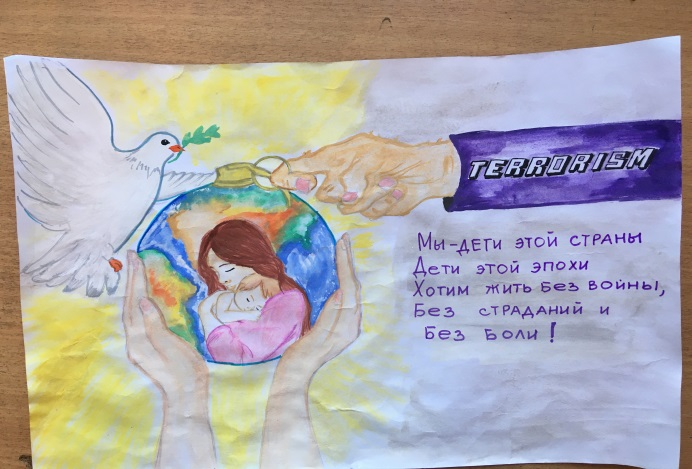 TERRORISM
Мы-дети этой страны
Дети этой эпохи
Хотим жить без войны,
Без страданий и
Без боли!